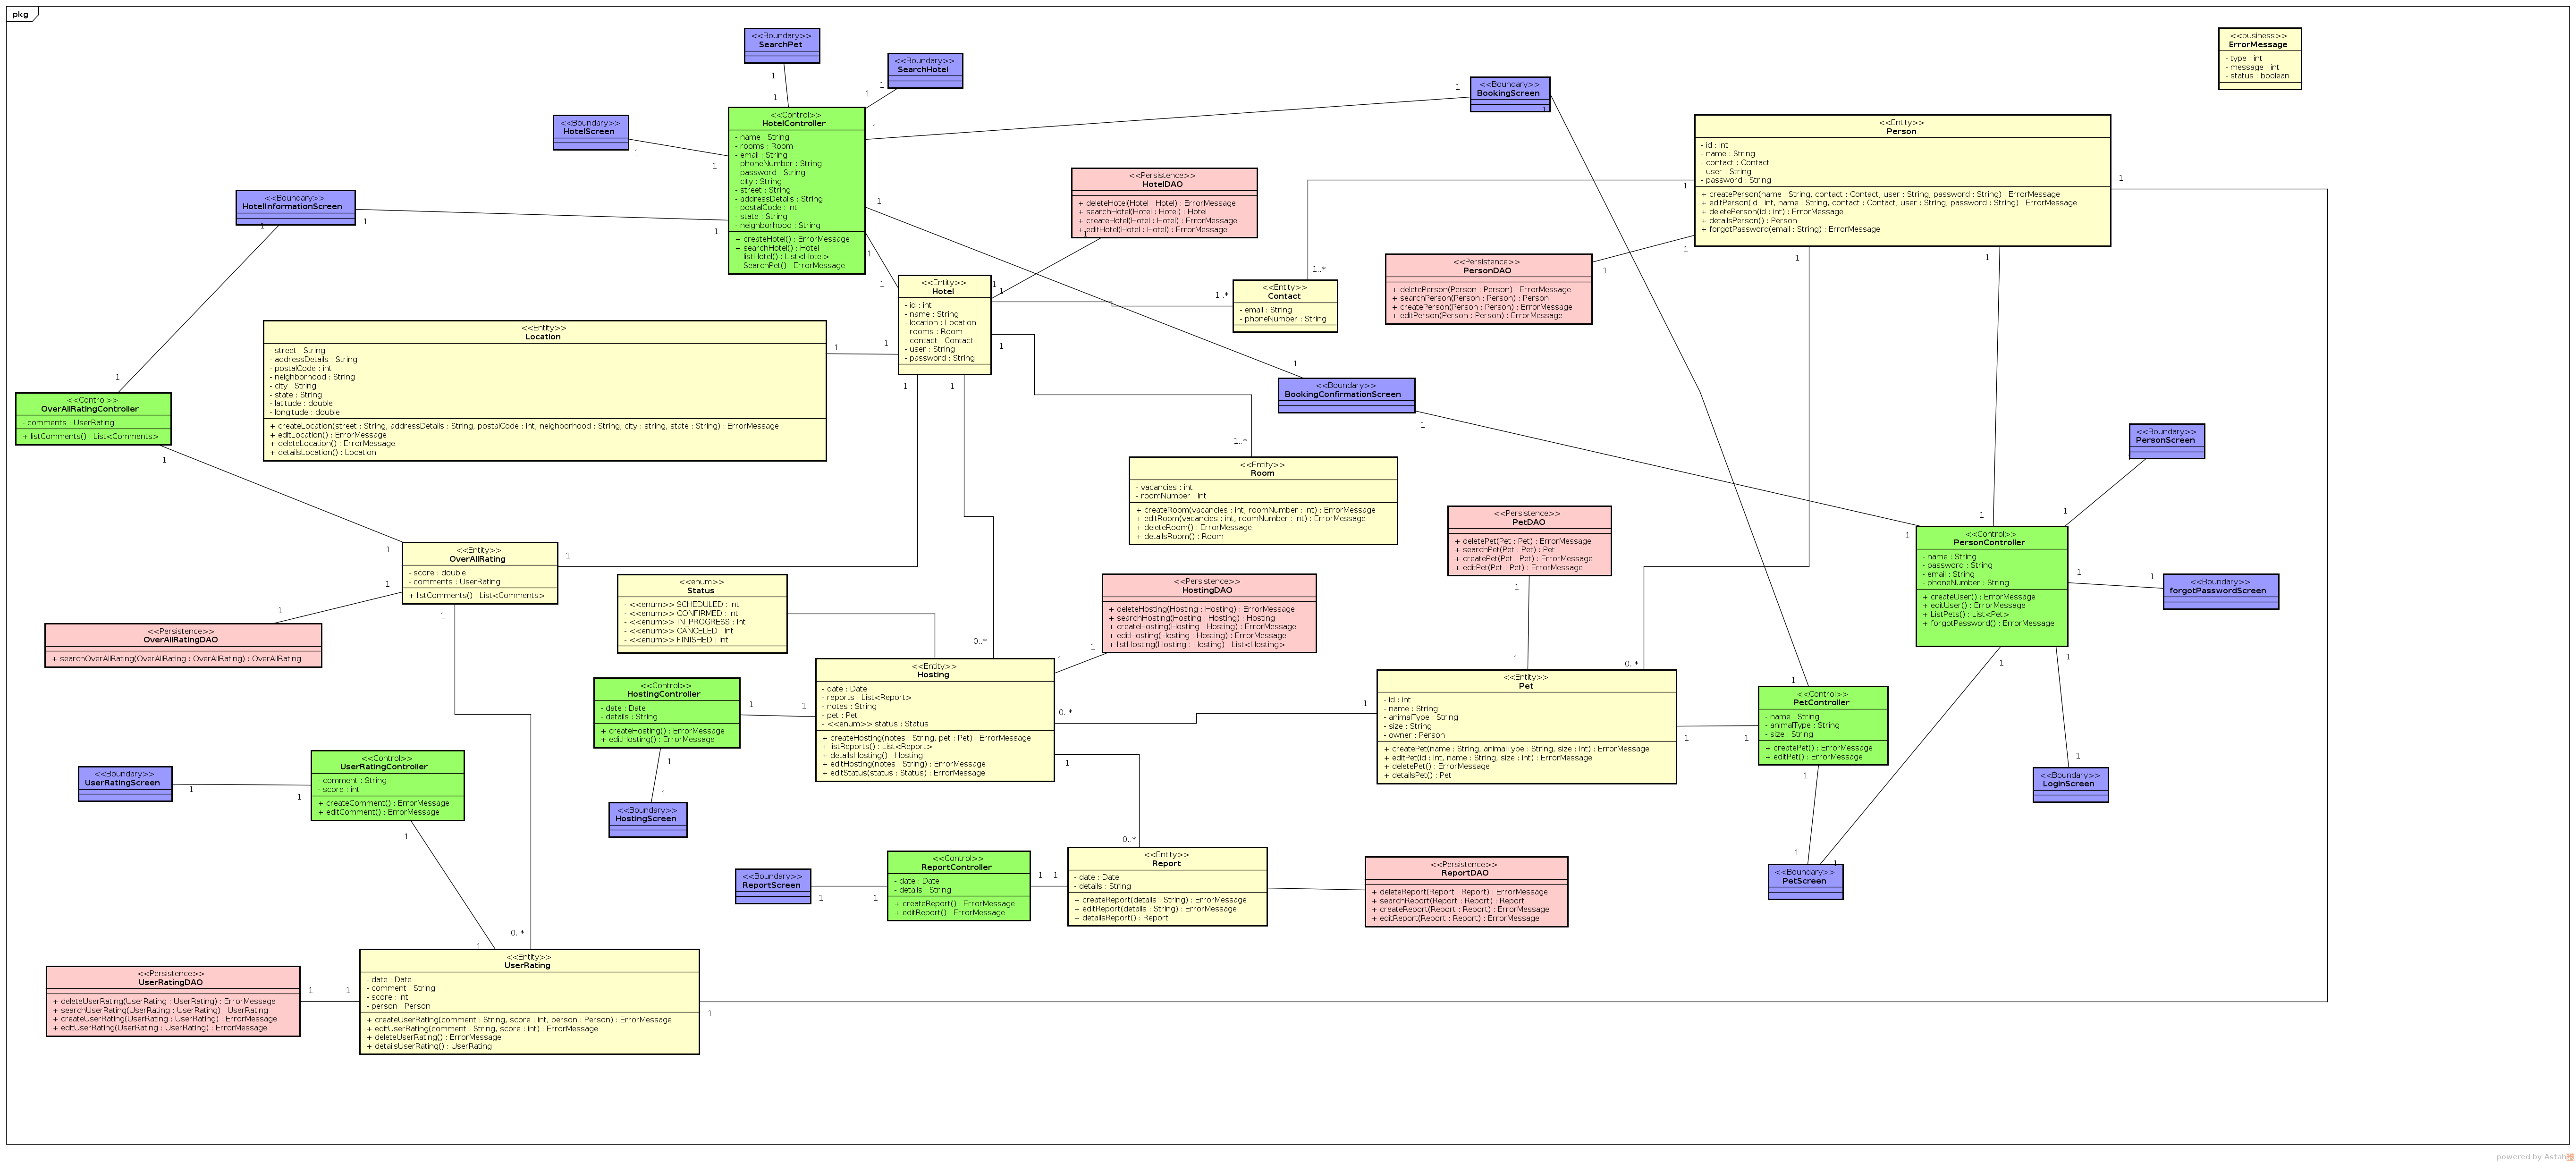 pkg
<<Boundary>>
SearchPet
<<Boundary>>
SearchHotel
<<business>>
ErrorMessage
- type : int
- message : int
- status : boolean
<<Boundary>>
BookingScreen
<<Boundary>>
HotelScreen
<<Control>>
HotelController
- name : String
- rooms : Room
- email : String
- phoneNumber : String
- password : String
- city : String
- street : String
- addressDetails : String
- postalCode : int
- state : String
- neighborhood : String
+ createHotel() : ErrorMessage
+ searchHotel() : Hotel
+ listHotel() : List<Hotel>
+ SearchPet() : ErrorMessage
<<Entity>>
Person
- id : int
- name : String
- contact : Contact
- user : String
- password : String
+ createPerson(name : String, contact : Contact, user : String, password : String) : ErrorMessage
+ editPerson(id : int, name : String, contact : Contact, user : String, password : String) : ErrorMessage
+ deletePerson(id : int) : ErrorMessage
+ detailsPerson() : Person
+ forgotPassword(email : String) : ErrorMessage
<<Persistence>>
HotelDAO
+ deleteHotel(Hotel : Hotel) : ErrorMessage
+ searchHotel(Hotel : Hotel) : Hotel
+ createHotel(Hotel : Hotel) : ErrorMessage
+ editHotel(Hotel : Hotel) : ErrorMessage
<<Boundary>>
HotelInformationScreen
<<Persistence>>
PersonDAO
+ deletePerson(Person : Person) : ErrorMessage
+ searchPerson(Person : Person) : Person
+ createPerson(Person : Person) : ErrorMessage
+ editPerson(Person : Person) : ErrorMessage
<<Entity>>
Hotel
- id : int
- name : String
- location : Location
- rooms : Room
- contact : Contact
- user : String
- password : String
<<Entity>>
Contact
- email : String
- phoneNumber : String
<<Entity>>
Location
- street : String
- addressDetails : String
- postalCode : int
- neighborhood : String
- city : String
- state : String
- latitude : double
- longitude : double
+ createLocation(street : String, addressDetails : String, postalCode : int, neighborhood : String, city : string, state : String) : ErrorMessage
+ editLocation() : ErrorMessage
+ deleteLocation() : ErrorMessage
+ detailsLocation() : Location
<<Boundary>>
BookingConfirmationScreen
<<Control>>
OverAllRatingController
- comments : UserRating
+ listComments() : List<Comments>
<<Boundary>>
PersonScreen
<<Entity>>
Room
- vacancies : int
- roomNumber : int
+ createRoom(vacancies : int, roomNumber : int) : ErrorMessage
+ editRoom(vacancies : int, roomNumber : int) : ErrorMessage
+ deleteRoom() : ErrorMessage
+ detailsRoom() : Room
<<Persistence>>
PetDAO
+ deletePet(Pet : Pet) : ErrorMessage
+ searchPet(Pet : Pet) : Pet
+ createPet(Pet : Pet) : ErrorMessage
+ editPet(Pet : Pet) : ErrorMessage
<<Control>>
PersonController
- name : String
- password : String
- email : String
- phoneNumber : String
+ createUser() : ErrorMessage
+ editUser() : ErrorMessage
+ ListPets() : List<Pet>
+ forgotPassword() : ErrorMessage
<<Entity>>
OverAllRating
- score : double
- comments : UserRating
+ listComments() : List<Comments>
<<enum>>
Status
- <<enum>> SCHEDULED : int
- <<enum>> CONFIRMED : int
- <<enum>> IN_PROGRESS : int
- <<enum>> CANCELED : int
- <<enum>> FINISHED : int
<<Persistence>>
HostingDAO
+ deleteHosting(Hosting : Hosting) : ErrorMessage
+ searchHosting(Hosting : Hosting) : Hosting
+ createHosting(Hosting : Hosting) : ErrorMessage
+ editHosting(Hosting : Hosting) : ErrorMessage
+ listHosting(Hosting : Hosting) : List<Hosting>
<<Boundary>>
forgotPasswordScreen
<<Persistence>>
OverAllRatingDAO
+ searchOverAllRating(OverAllRating : OverAllRating) : OverAllRating
<<Entity>>
Hosting
- date : Date
- reports : List<Report>
- notes : String
- pet : Pet
- <<enum>> status : Status
+ createHosting(notes : String, pet : Pet) : ErrorMessage
+ listReports() : List<Report>
+ detailsHosting() : Hosting
+ editHosting(notes : String) : ErrorMessage
+ editStatus(status : Status) : ErrorMessage
<<Control>>
HostingController
- date : Date
- details : String
+ createHosting() : ErrorMessage
+ editHosting() : ErrorMessage
<<Entity>>
Pet
- id : int
- name : String
- animalType : String
- size : String
- owner : Person
+ createPet(name : String, animalType : String, size : int) : ErrorMessage
+ editPet(id : int, name : String, size : int) : ErrorMessage
+ deletePet() : ErrorMessage
+ detailsPet() : Pet
<<Control>>
PetController
- name : String
- animalType : String
- size : String
+ createPet() : ErrorMessage
+ editPet() : ErrorMessage
<<Control>>
UserRatingController
- comment : String
- score : int
+ createComment() : ErrorMessage
+ editComment() : ErrorMessage
<<Boundary>>
UserRatingScreen
<<Boundary>>
LoginScreen
<<Boundary>>
HostingScreen
<<Entity>>
Report
- date : Date
- details : String
+ createReport(details : String) : ErrorMessage
+ editReport(details : String) : ErrorMessage
+ detailsReport() : Report
<<Control>>
ReportController
- date : Date
- details : String
+ createReport() : ErrorMessage
+ editReport() : ErrorMessage
<<Boundary>>
ReportScreen
<<Persistence>>
ReportDAO
+ deleteReport(Report : Report) : ErrorMessage
+ searchReport(Report : Report) : Report
+ createReport(Report : Report) : ErrorMessage
+ editReport(Report : Report) : ErrorMessage
<<Boundary>>
PetScreen
<<Entity>>
UserRating
- date : Date
- comment : String
- score : int
- person : Person
+ createUserRating(comment : String, score : int, person : Person) : ErrorMessage
+ editUserRating(comment : String, score : int) : ErrorMessage
+ deleteUserRating() : ErrorMessage
+ detailsUserRating() : UserRating
<<Persistence>>
UserRatingDAO
+ deleteUserRating(UserRating : UserRating) : ErrorMessage
+ searchUserRating(UserRating : UserRating) : UserRating
+ createUserRating(UserRating : UserRating) : ErrorMessage
+ editUserRating(UserRating : UserRating) : ErrorMessage
1..*
1..*
1..*
0..*
0..*
0..*
0..*
0..*
powered by Astah